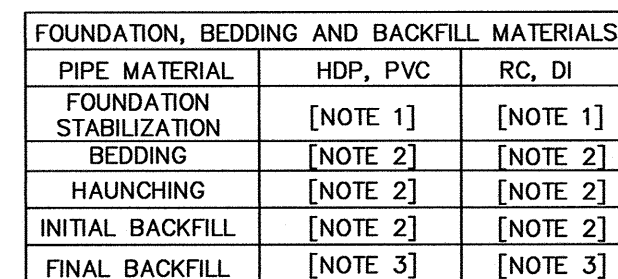 FOUNDATION, BEDDING AND BACKFILL MATERIALS
PIPE MATERIAL HDP, PVC RC, DI
FOUNDATION
STABILIZATION [NOTE 1] [NOTE 1]
BEDDING [NOTE 2] [NOTE 2]
HAUNCHING [NOTE 2] [NOTE 2]
INITIAL BACKFILL [NOTE 2] [NOTE 2]
FINAL BACKFILL [NOTE 3] [NOTE 3]